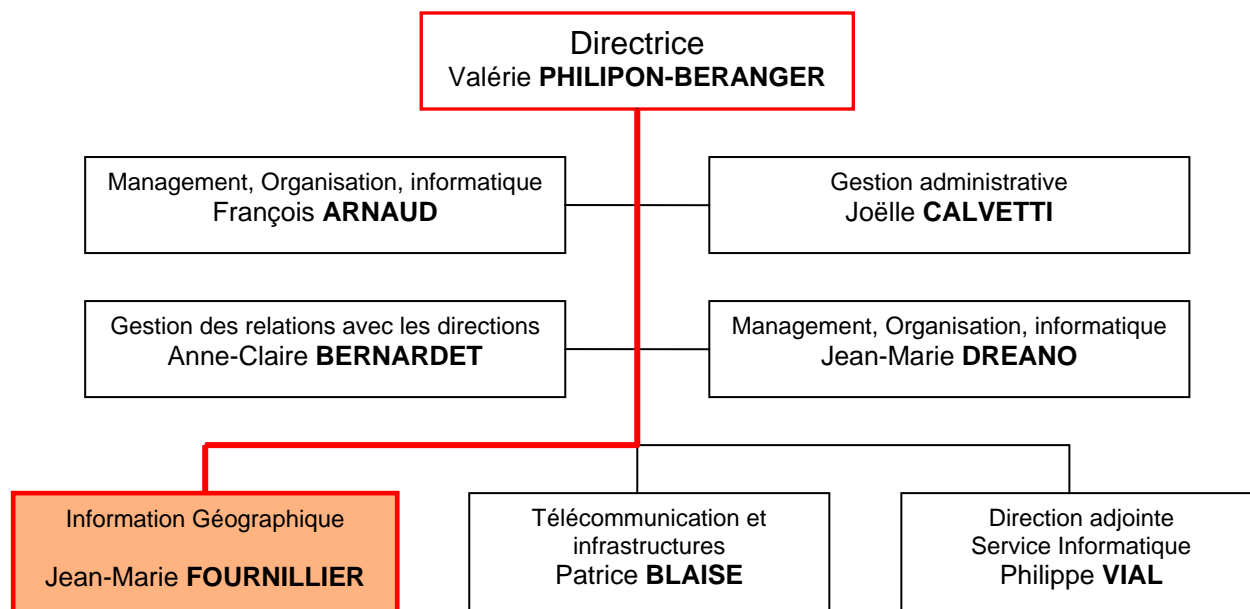 Directrice
Valérie PHILIPON-BERANGER
Management, Organisation, informatique
François ARNAUD
Gestion administrative
Joëlle CALVETTI
Gestion des relations avec les directions
Anne-Claire BERNARDET
Management, Organisation, informatique
Jean-Marie DREANO
Information Géographique
Jean-Marie FOURNILLIER
Télécommunication et
infrastructures
Patrice BLAISE
Direction adjointe
Service Informatique
Philippe VIAL